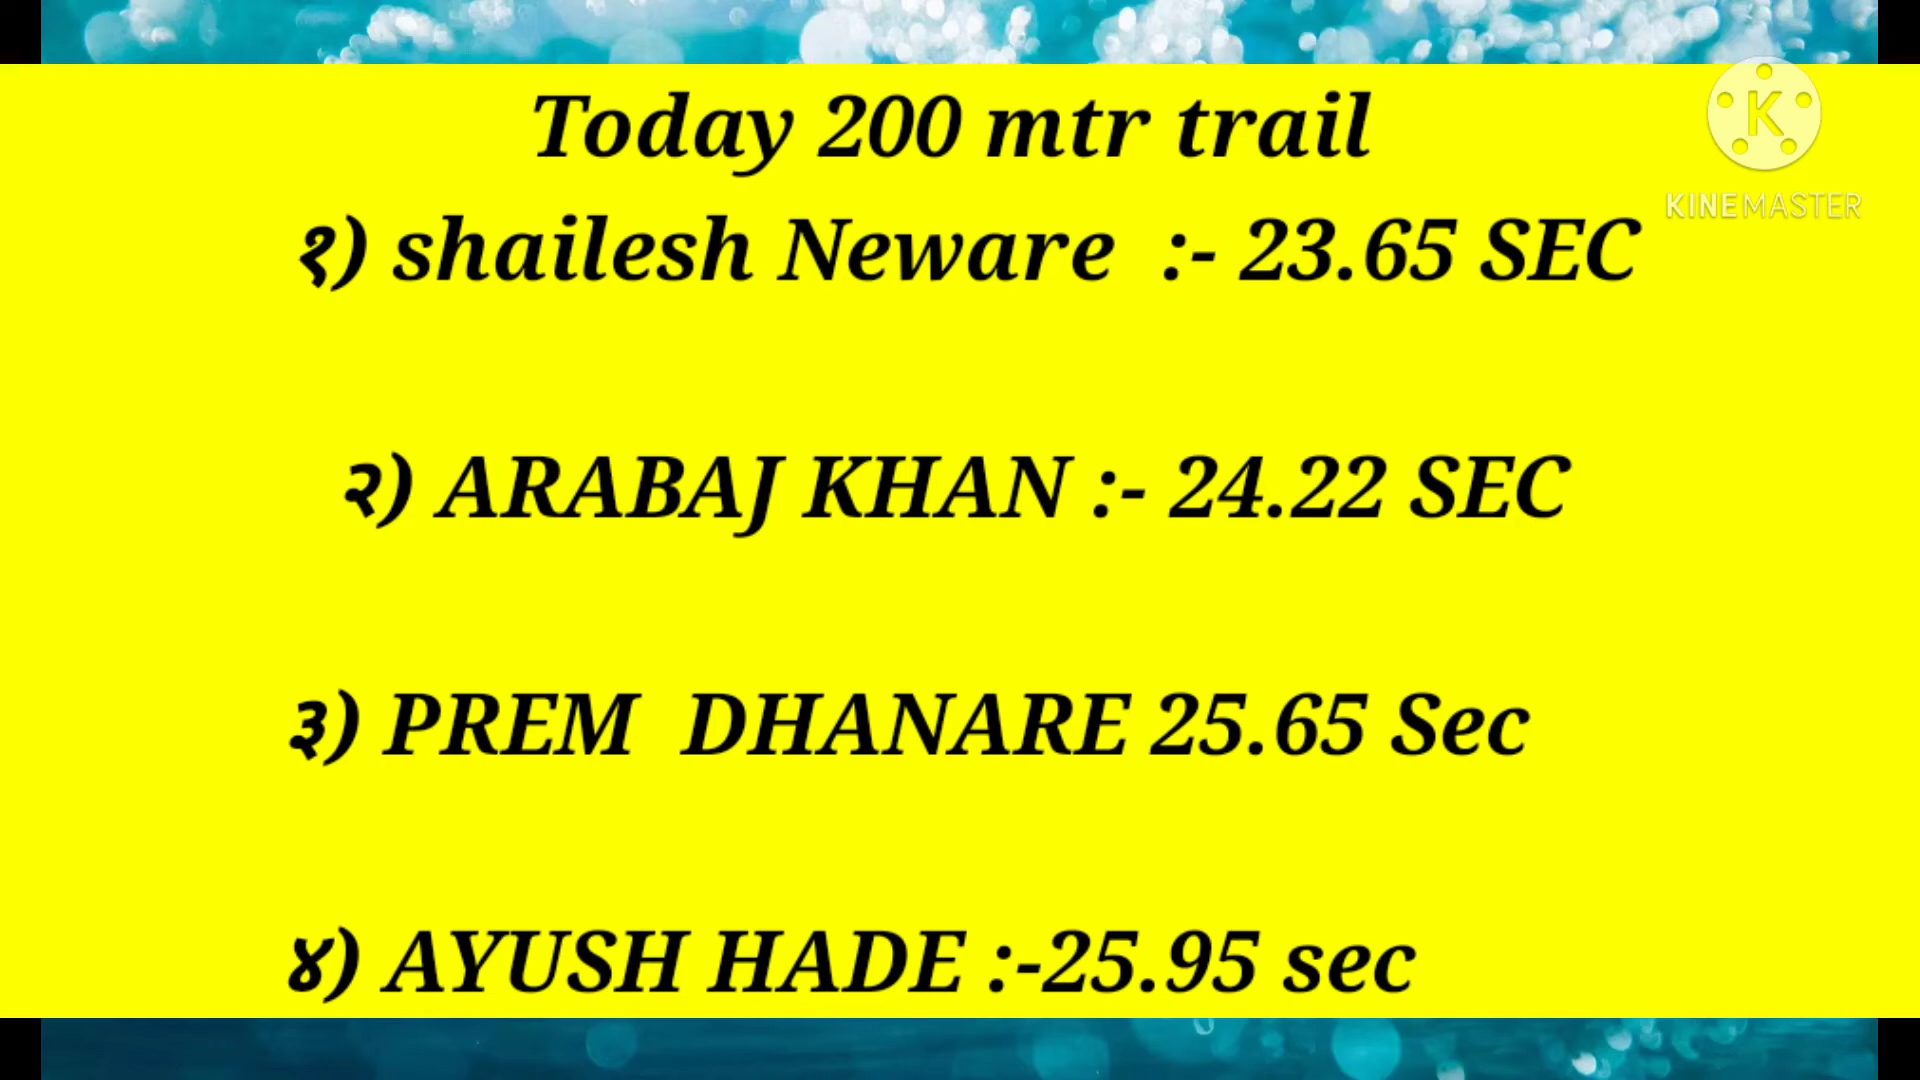 Today 200 mtr trail
१) shailesh Neware :- 23.65 SEC
२) ARABAJ KHAN :- 24.22 SEC
३) PREM DHANARE 25.65 Sec
४) AYUSH HADE :-25.95 sec
K
KINEMASTER